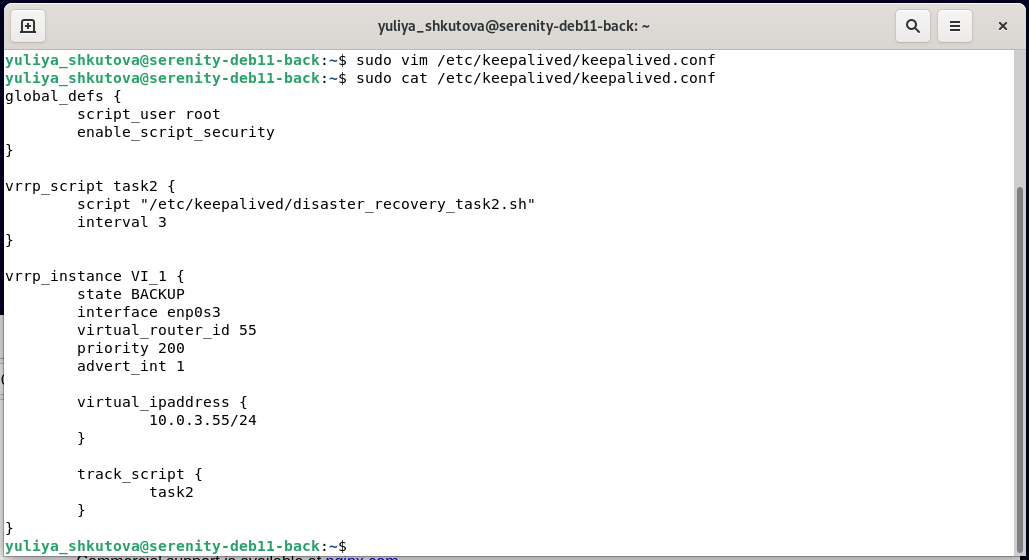 yuliya_shkutova@serenity-deb11-back: ~
yuliya_shkutova@serenity-deb11-back:~$ sudo vim /etc/keepalived/keepalived.conf
yuliya_shkutova@serenity-deb11-back:~$ sudo cat /etc/keepalived/keepalived.conf
global_defs {
        script_user root
        enable_script_security
}

vrrp_script task2 {
        script "/etc/keepalived/disaster_recovery_task2.sh"
        interval 3
}

vrrp_instance VI_1 {
        state BACKUP
        interface enp0s3
        virtual_router_id 55
        priority 200
        advert_int 1

        virtual_ipaddress {
                10.0.3.55/24
        }

        track_script {
                task2
        }
}
yuliya_shkutova@serenity-deb11-back:~$
Commercial support is available at nginx.com